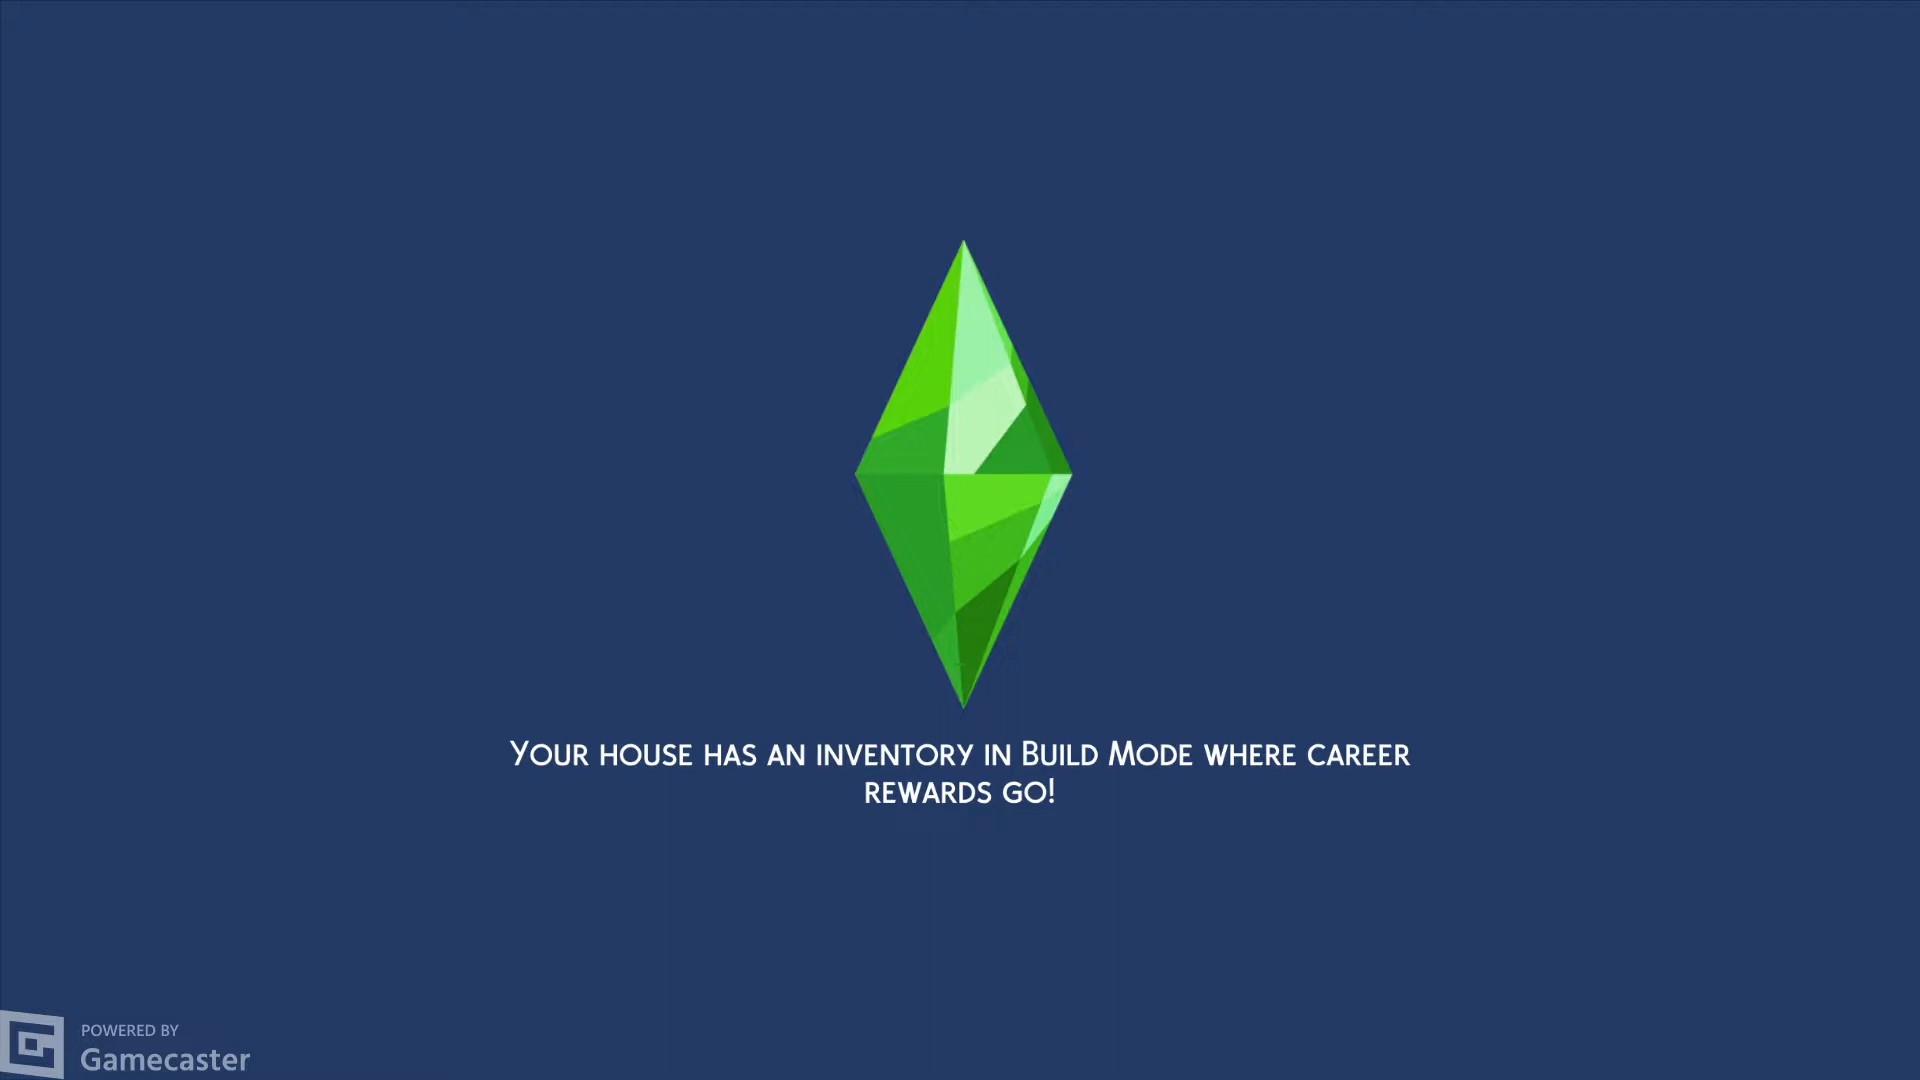 Your house has an inventory in Build Mode where career
rewards go!
POWERED BY
Gamecaster